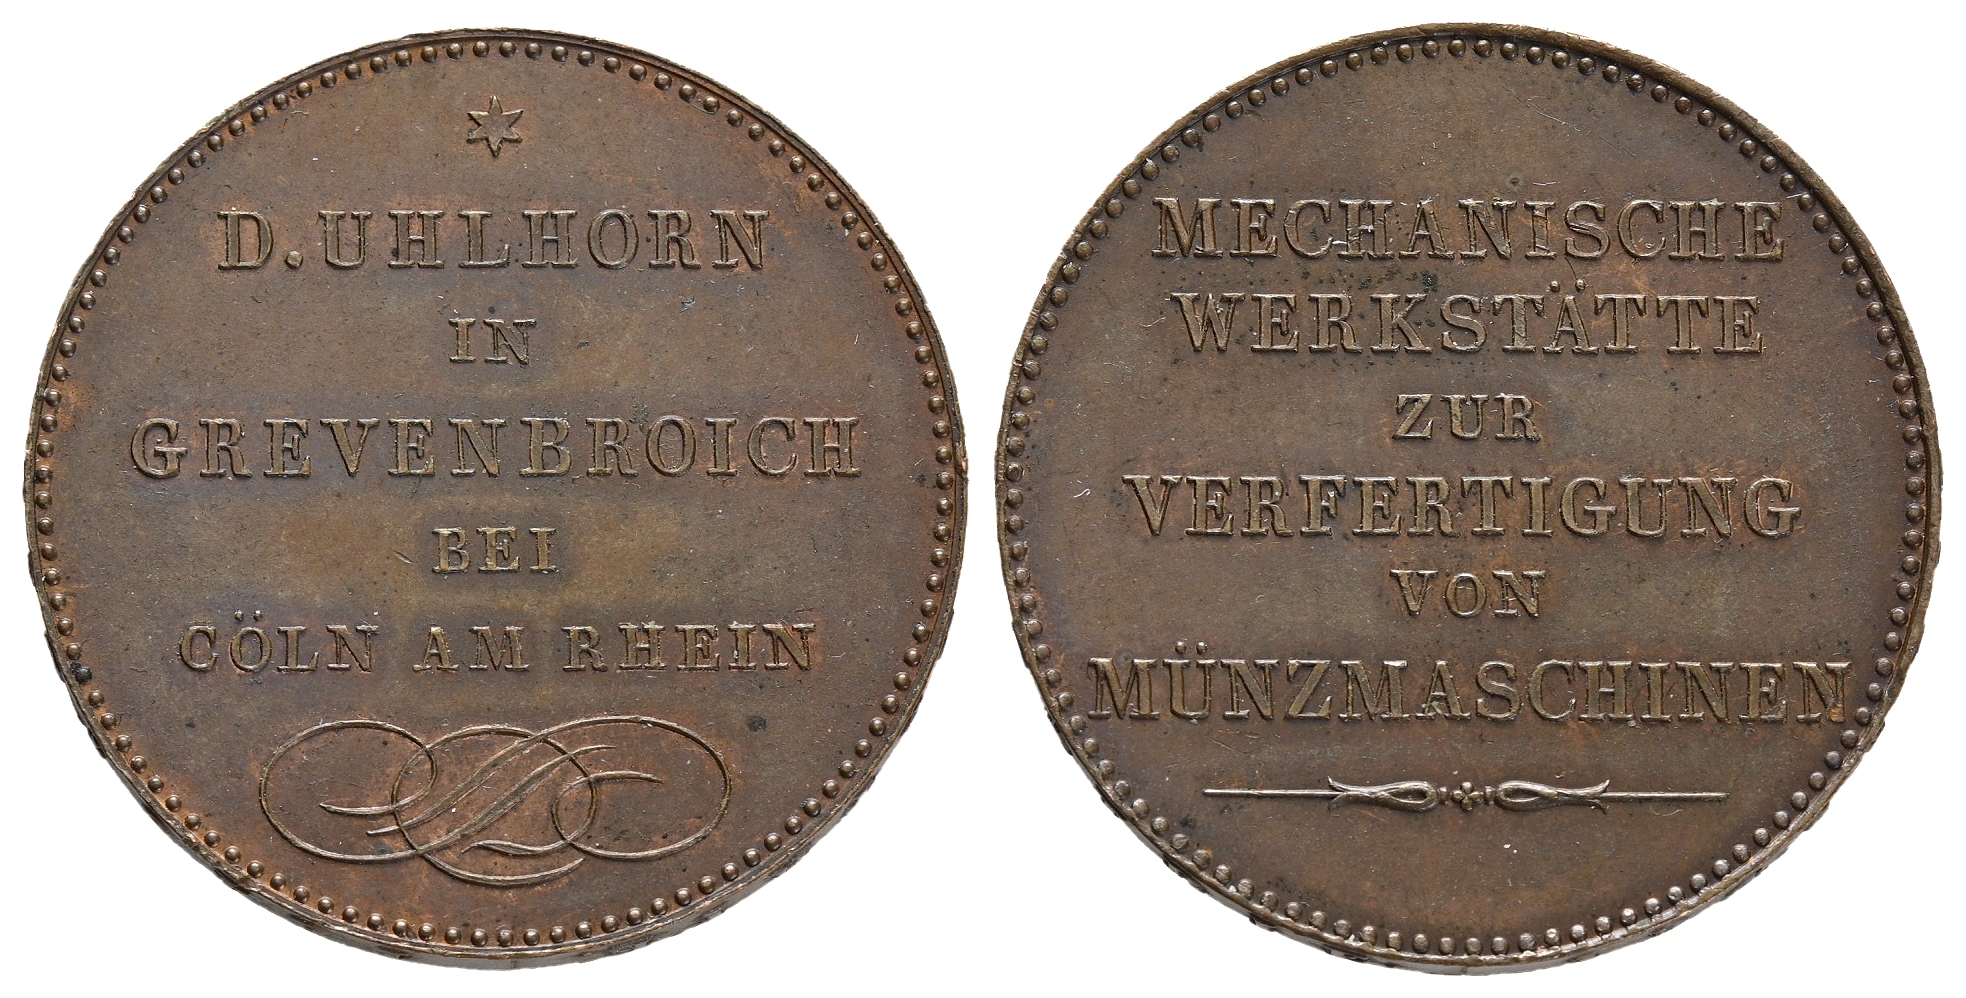 D. UHLHORN
IN
GREVENBROICH
BEI
CÖLN AM RHEIN
MECHANISCHE
WERKSTÄTTE
ZUR
VERFERTIGUNG
VON
MÜNZMASCHINEN